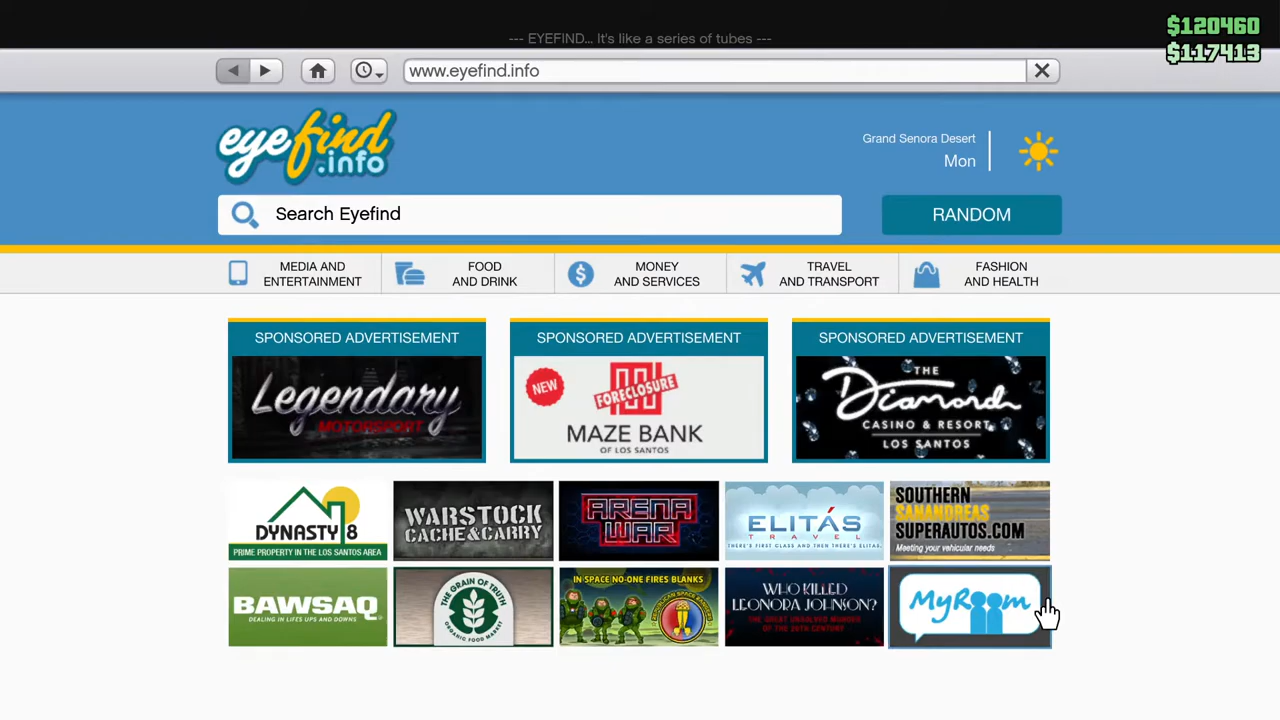 $120460
$117413
--- EYEFIND... It's like a series of tubes ---
www.eyefind.info
eyefind
.info
Grand Senora Desert
Mon
Search Eyefind
RANDOM
MEDIA AND
ENTERTAINMENT
FOOD
AND DRINK
MONEY
AND SERVICES
TRAVEL
AND TRANSPORT
FASHION
AND HEALTH
SPONSORED ADVERTISEMENT
Legendary
MOTORSPORT
SPONSORED ADVERTISEMENT
NEW
FORECLOSURE
MAZE BANK
OF LOS SANTOS
SPONSORED ADVERTISEMENT
THE
Diamond
CASINO & RESORT
LOS SANTOS
DYNASTY 8
PRIME PROPERTY IN THE LOS SANTOS AREA
WARSTOCK
CACHE & CARRY
ARENA
WAR
ELITÁS
TRAVEL
THERE'S FIRST CLASS AND THEN THERE'S ELITAS.
SOUTHERN
SANANDREAS
SUPERAUTOS.COM
Meeting your vehicular needs
BAWSAQ
DEALING IN LIFE'S UPS AND DOWNS
THE GRAIN OF TRUTH
ORGANIC FOOD MARKET
IN SPACE NO-ONE FIRES BLANKS
WHO KILLED
LEONORA JOHNSON?
THE GREAT UNSOLVED MURDER
OF THE 20TH CENTURY
MyRoom